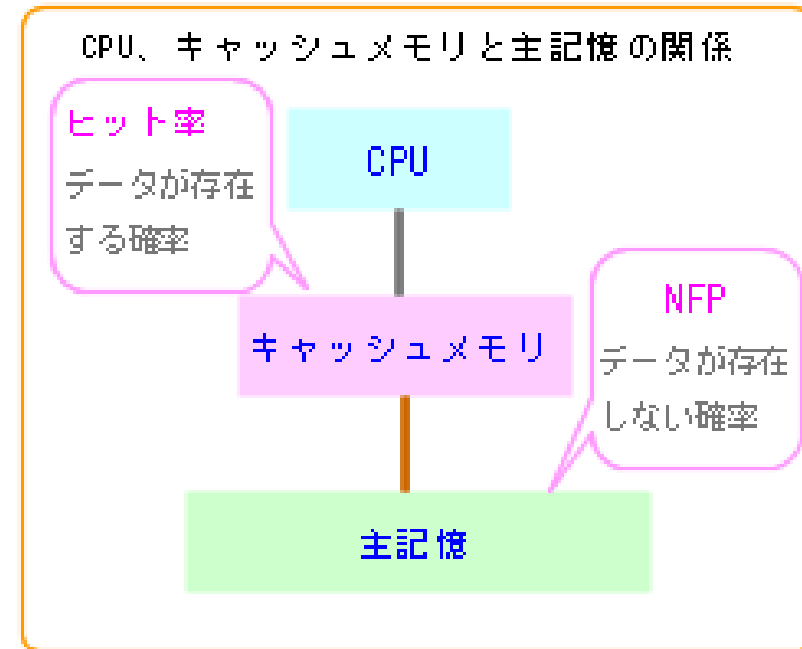 CPU、キャッシュメモリと主記憶の関係
ヒット率
データが存在
する確率
CPU
キャッシュメモリ
NFP
データが存在
しない確率
主記憶